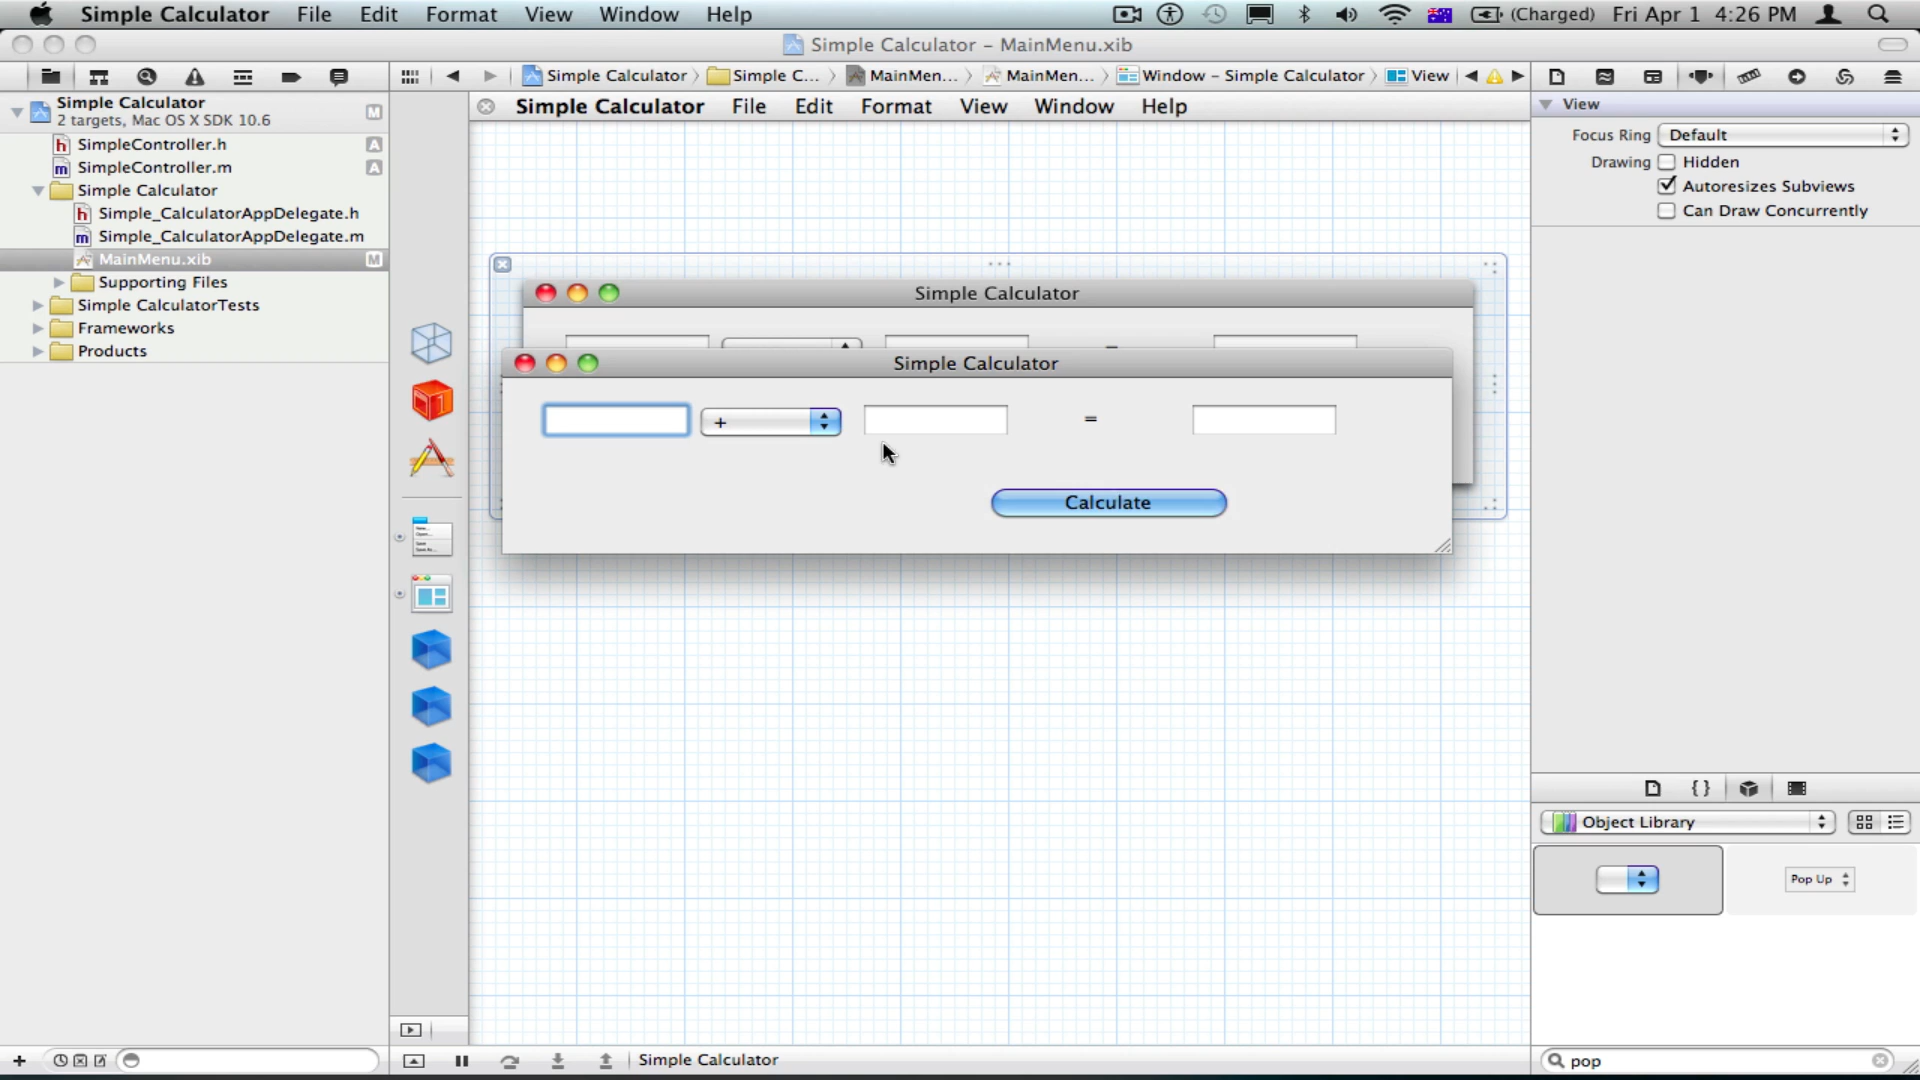 Simple Calculator File Edit Format View Window Help (Charged) Fri Apr 1 4:26 PM
Simple Calculator – MainMenu.xib
Simple Calculator Simple C... MainMen... MainMen... Window – Simple Calculator View
Simple Calculator M
2 targets, Mac OS X SDK 10.6
h SimpleController.h A
m SimpleController.m A
Simple Calculator
h Simple_CalculatorAppDelegate.h
m Simple_CalculatorAppDelegate.m
MainMenu.xib M
Supporting Files
Simple CalculatorTests
Frameworks
Products
Simple Calculator File Edit Format View Window Help
Simple Calculator
Simple Calculator
+ =
Calculate
View
Focus Ring Default
Drawing Hidden
Autoresizes Subviews
Can Draw Concurrently
{ }
Object Library
Pop Up
Simple Calculator
pop